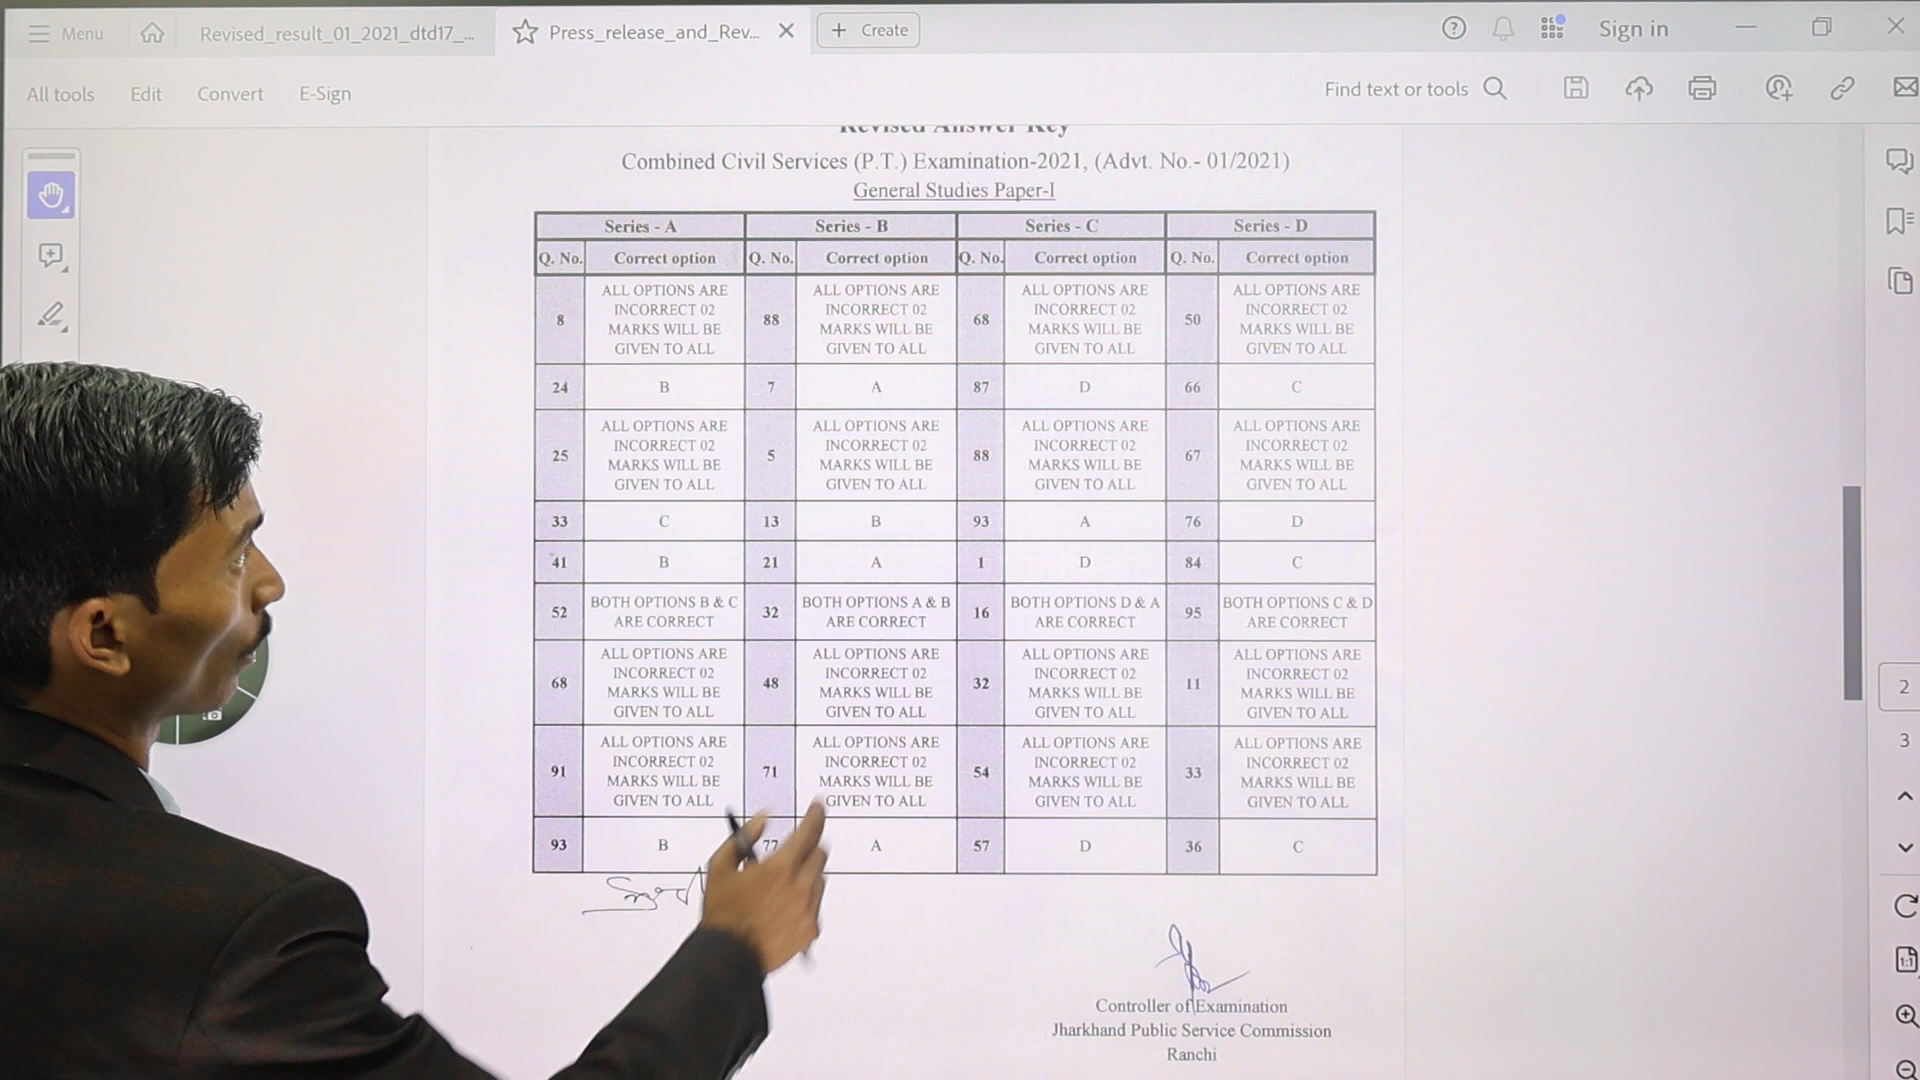 Menu
Revised_result_01_2021_dtd17_...
Press_release_and_Rev...
Create
Sign in
All tools
Edit
Convert
E-Sign
Find text or tools
Revised Answer Key
Combined Civil Services (P.T.) Examination-2021, (Advt. No.- 01/2021)
General Studies Paper-I
Series - A Series - B Series - C Series - D
Q. No. Correct option Q. No. Correct option Q. No. Correct option Q. No. Correct option
8 ALL OPTIONS ARE INCORRECT 02 MARKS WILL BE GIVEN TO ALL 88 ALL OPTIONS ARE INCORRECT 02 MARKS WILL BE GIVEN TO ALL 68 ALL OPTIONS ARE INCORRECT 02 MARKS WILL BE GIVEN TO ALL 50 ALL OPTIONS ARE INCORRECT 02 MARKS WILL BE GIVEN TO ALL
24 B 7 A 87 D 66 C
25 ALL OPTIONS ARE INCORRECT 02 MARKS WILL BE GIVEN TO ALL 5 ALL OPTIONS ARE INCORRECT 02 MARKS WILL BE GIVEN TO ALL 88 ALL OPTIONS ARE INCORRECT 02 MARKS WILL BE GIVEN TO ALL 67 ALL OPTIONS ARE INCORRECT 02 MARKS WILL BE GIVEN TO ALL
33 C 13 B 93 A 76 D
41 B 21 A 1 D 84 C
52 BOTH OPTIONS B & C ARE CORRECT 32 BOTH OPTIONS A & B ARE CORRECT 16 BOTH OPTIONS D & A ARE CORRECT 95 BOTH OPTIONS C & D ARE CORRECT
68 ALL OPTIONS ARE INCORRECT 02 MARKS WILL BE GIVEN TO ALL 48 ALL OPTIONS ARE INCORRECT 02 MARKS WILL BE GIVEN TO ALL 32 ALL OPTIONS ARE INCORRECT 02 MARKS WILL BE GIVEN TO ALL 11 ALL OPTIONS ARE INCORRECT 02 MARKS WILL BE GIVEN TO ALL
91 ALL OPTIONS ARE INCORRECT 02 MARKS WILL BE GIVEN TO ALL 71 ALL OPTIONS ARE INCORRECT 02 MARKS WILL BE GIVEN TO ALL 54 ALL OPTIONS ARE INCORRECT 02 MARKS WILL BE GIVEN TO ALL 33 ALL OPTIONS ARE INCORRECT 02 MARKS WILL BE GIVEN TO ALL
93 B 77 A 57 D 36 C
Controller of Examination
Jharkhand Public Service Commission
Ranchi
2
3
1:1